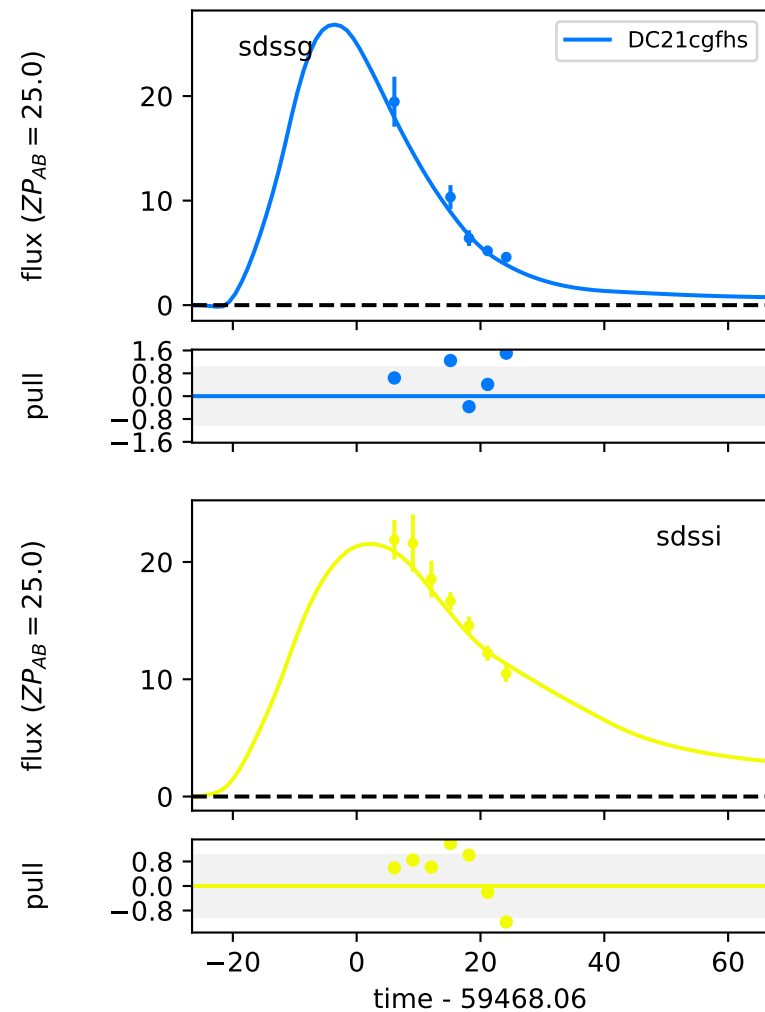 sdssg
DC21cgfhs
flux (ZP_AB = 25.0)
20
10
0
pull
1.6
0.8
0.0
−0.8
−1.6
sdssi
flux (ZP_AB = 25.0)
20
10
0
pull
0.8
0.0
−0.8
−20 0 20 40 60
time - 59468.06